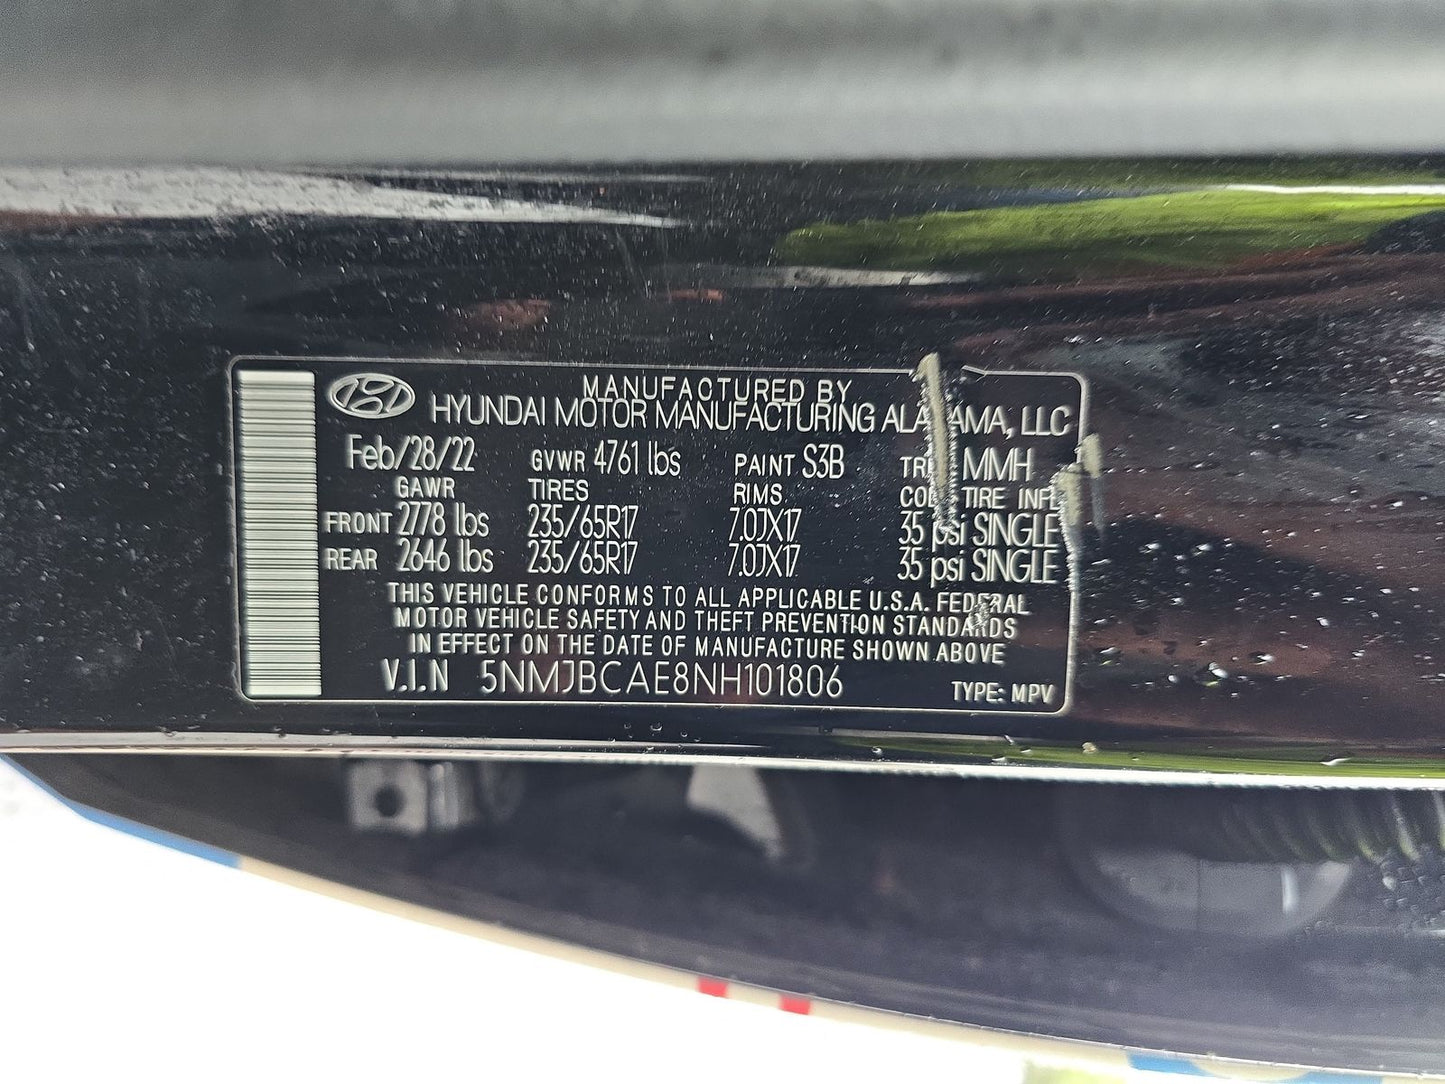 MANUFACTURED BY
HYUNDAI MOTOR MANUFACTURING ALABAMA, LLC
Feb/28/22 GVWR 4761 lbs PAINT S3B MMH
GAWR TIRES RIMS TIRE
FRONT 2778 lbs 235/65R17 7.0JX17 35 psi SINGLE
REAR 2646 lbs 235/65R17 7.0JX17 35 psi SINGLE
THIS VEHICLE CONFORMS TO ALL APPLICABLE U.S.A. FEDERAL
MOTOR VEHICLE SAFETY AND THEFT PREVENTION STANDARDS
IN EFFECT ON THE DATE OF MANUFACTURE SHOWN ABOVE
V.I.N 5NMJBCAE8NH101806 TYPE: MPV